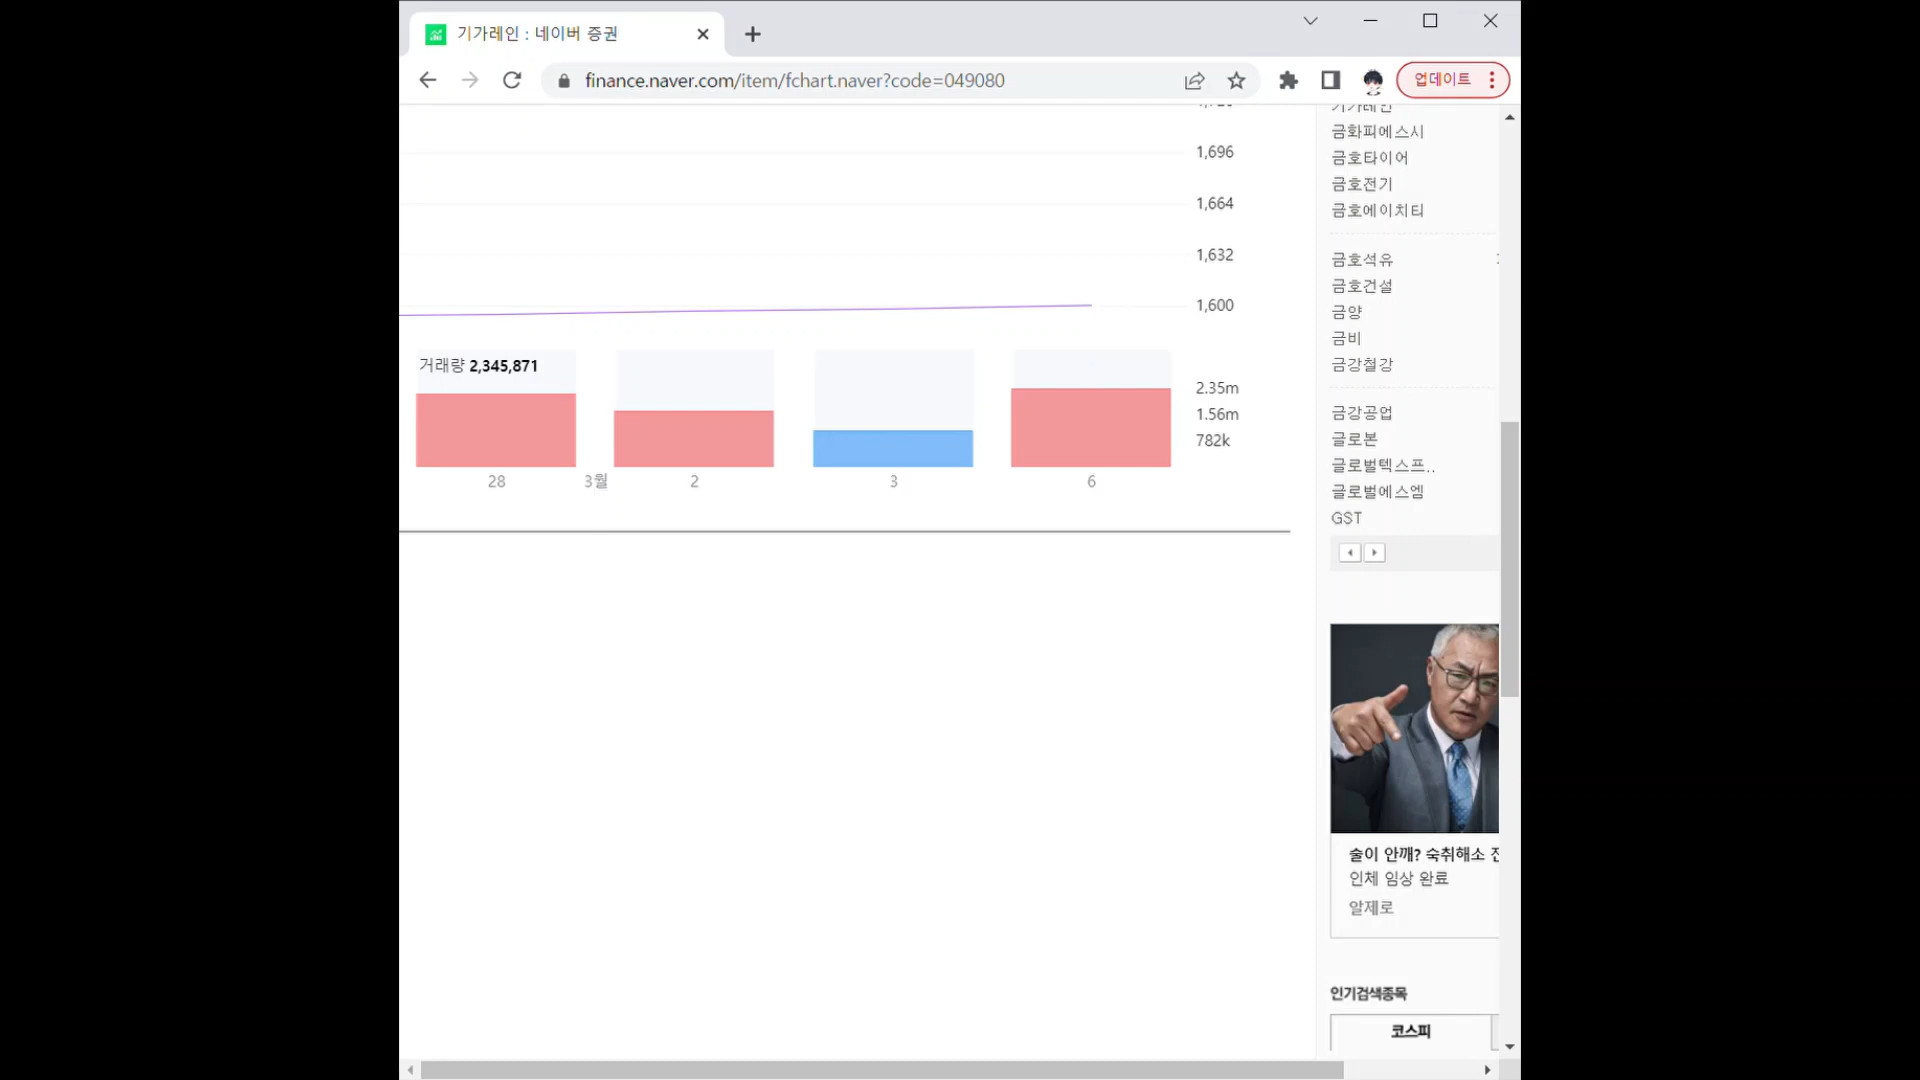 기가레인 : 네이버 증권
finance.naver.com/item/fchart.naver?code=049080
업데이트
1,696
1,664
1,632
1,600
거래량 2,345,871
2.35m
1.56m
782k
28
3월
2
3
6
기가레인
금화피에스시
금호타이어
금호전기
금호에이치티
금호석유
금호건설
금양
금비
금강철강
금강공업
글로본
글로벌텍스프..
글로벌에스엠
GST
술이 안깨? 숙취해소
인체 임상 완료
알제로
인기검색종목
코스피